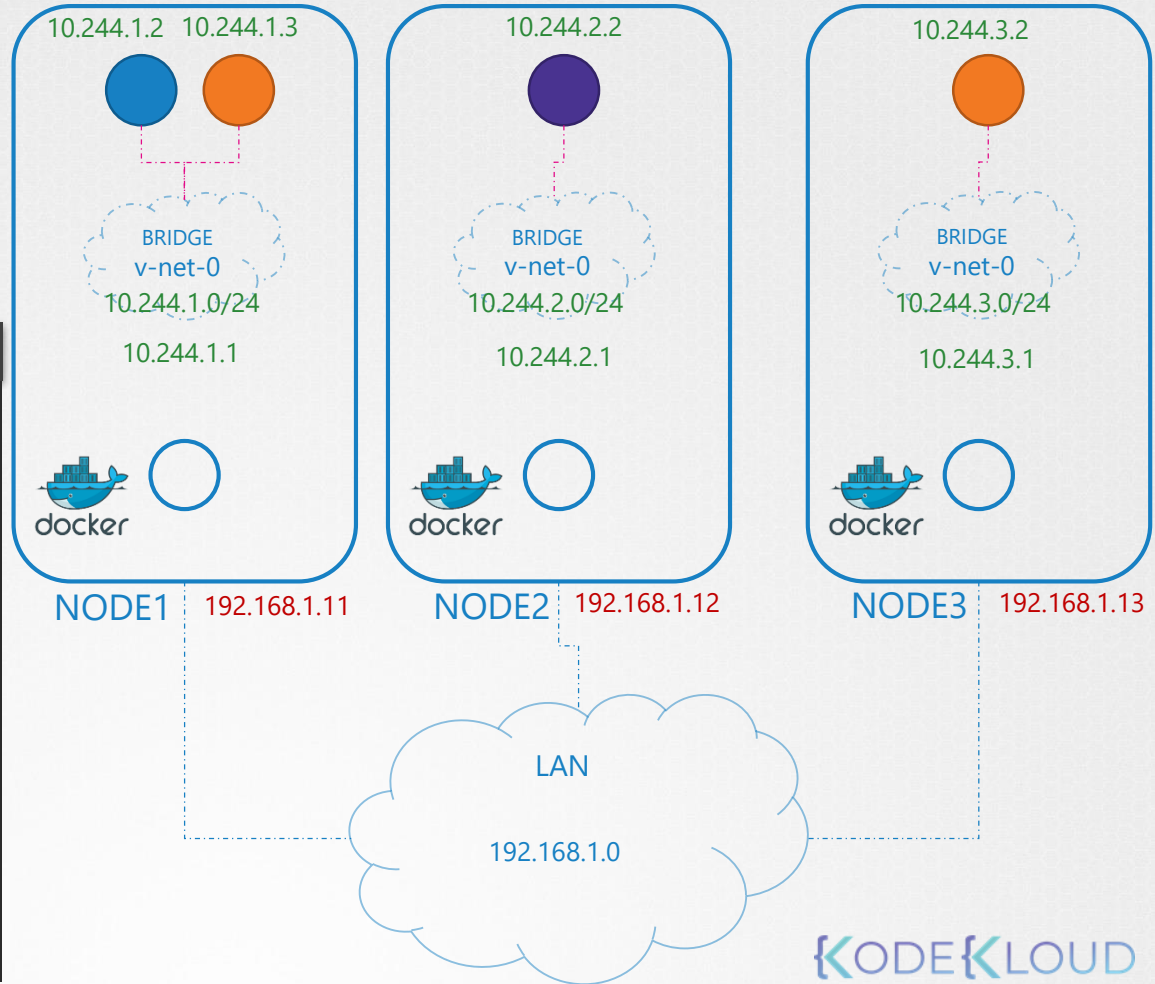 10.244.1.2 10.244.1.3
BRIDGE
v-net-0
10.244.1.0/24
10.244.1.1
docker
NODE1 192.168.1.11
10.244.2.2
BRIDGE
v-net-0
10.244.2.0/24
10.244.2.1
docker
NODE2 192.168.1.12
10.244.3.2
BRIDGE
v-net-0
10.244.3.0/24
10.244.3.1
docker
NODE3 192.168.1.13
LAN
192.168.1.0
KODEKLOUD